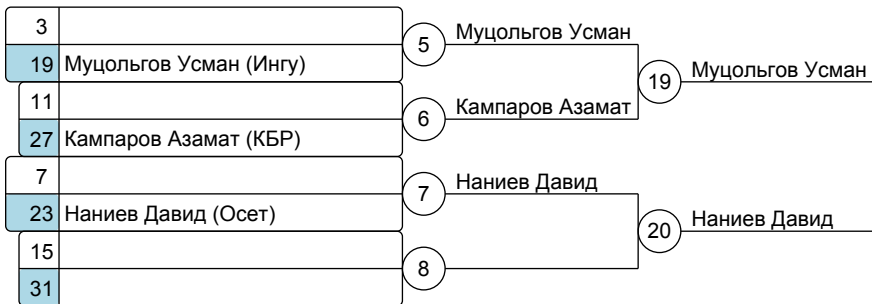 3
5
Муцольгов Усман
19 Муцольгов Усман (Ингу)
19
Муцольгов Усман
11
6
Кампаров Азамат
27 Кампаров Азамат (КБР)
7
7
Наниев Давид
23 Наниев Давид (Осет)
20
Наниев Давид
15
8
31